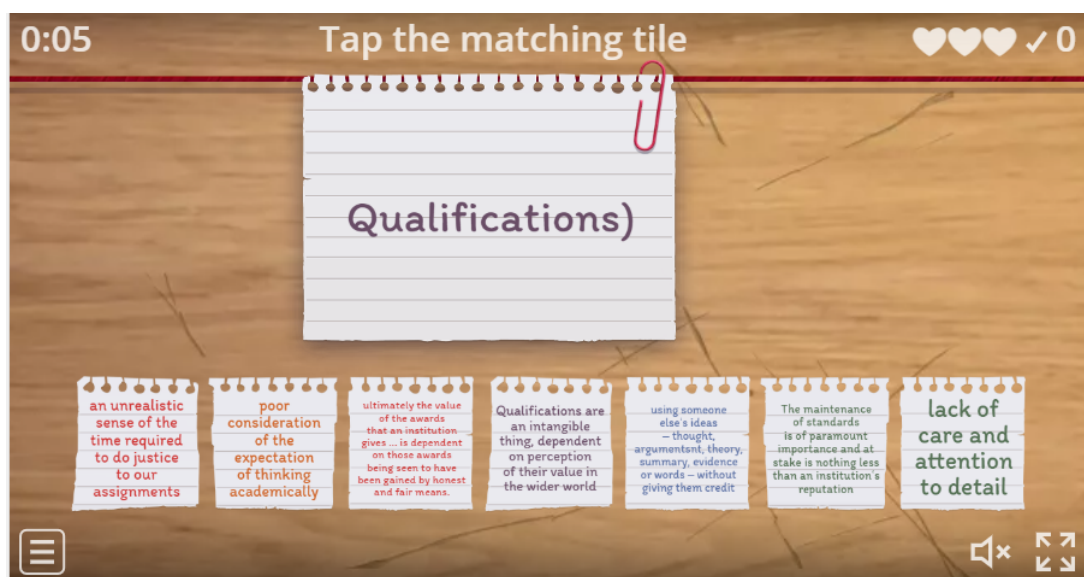 0:05
Tap the matching tile
✓ 0
Qualifications)
an unrealistic
sense of the
time required
to do justice
to our
assignments
poor
consideration
of the
expectation
of thinking
academically
ultimately the value
of the awards
that an institution
gives ... is dependent
on those awards
being seen to have
been gained by honest
and fair means.
Qualifications are
an intangible
thing, dependent
on perception
of their value in
the wider world
using someone
else's ideas
– thought,
argumentsnt, theory,
summary, evidence
or words – without
giving them credit
The maintenance
of standards
is of paramount
importance and at
stake is nothing less
than an institution's
reputation
lack of
care and
attention
to detail